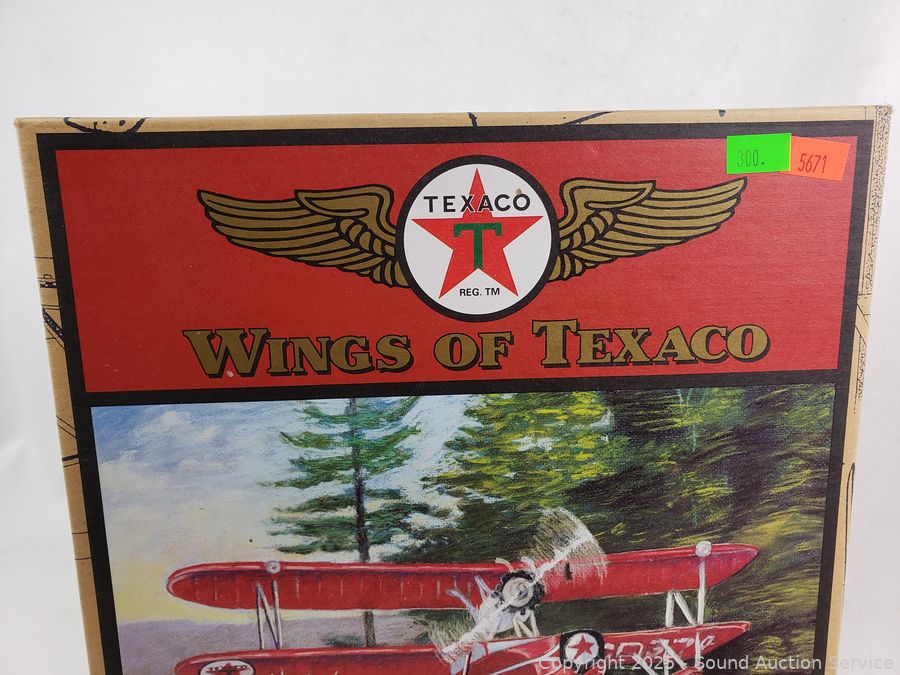 300.
5671
TEXACO
T
REG. TM
WINGS OF TEXACO
Copyright 2025 - Sound Auction Service